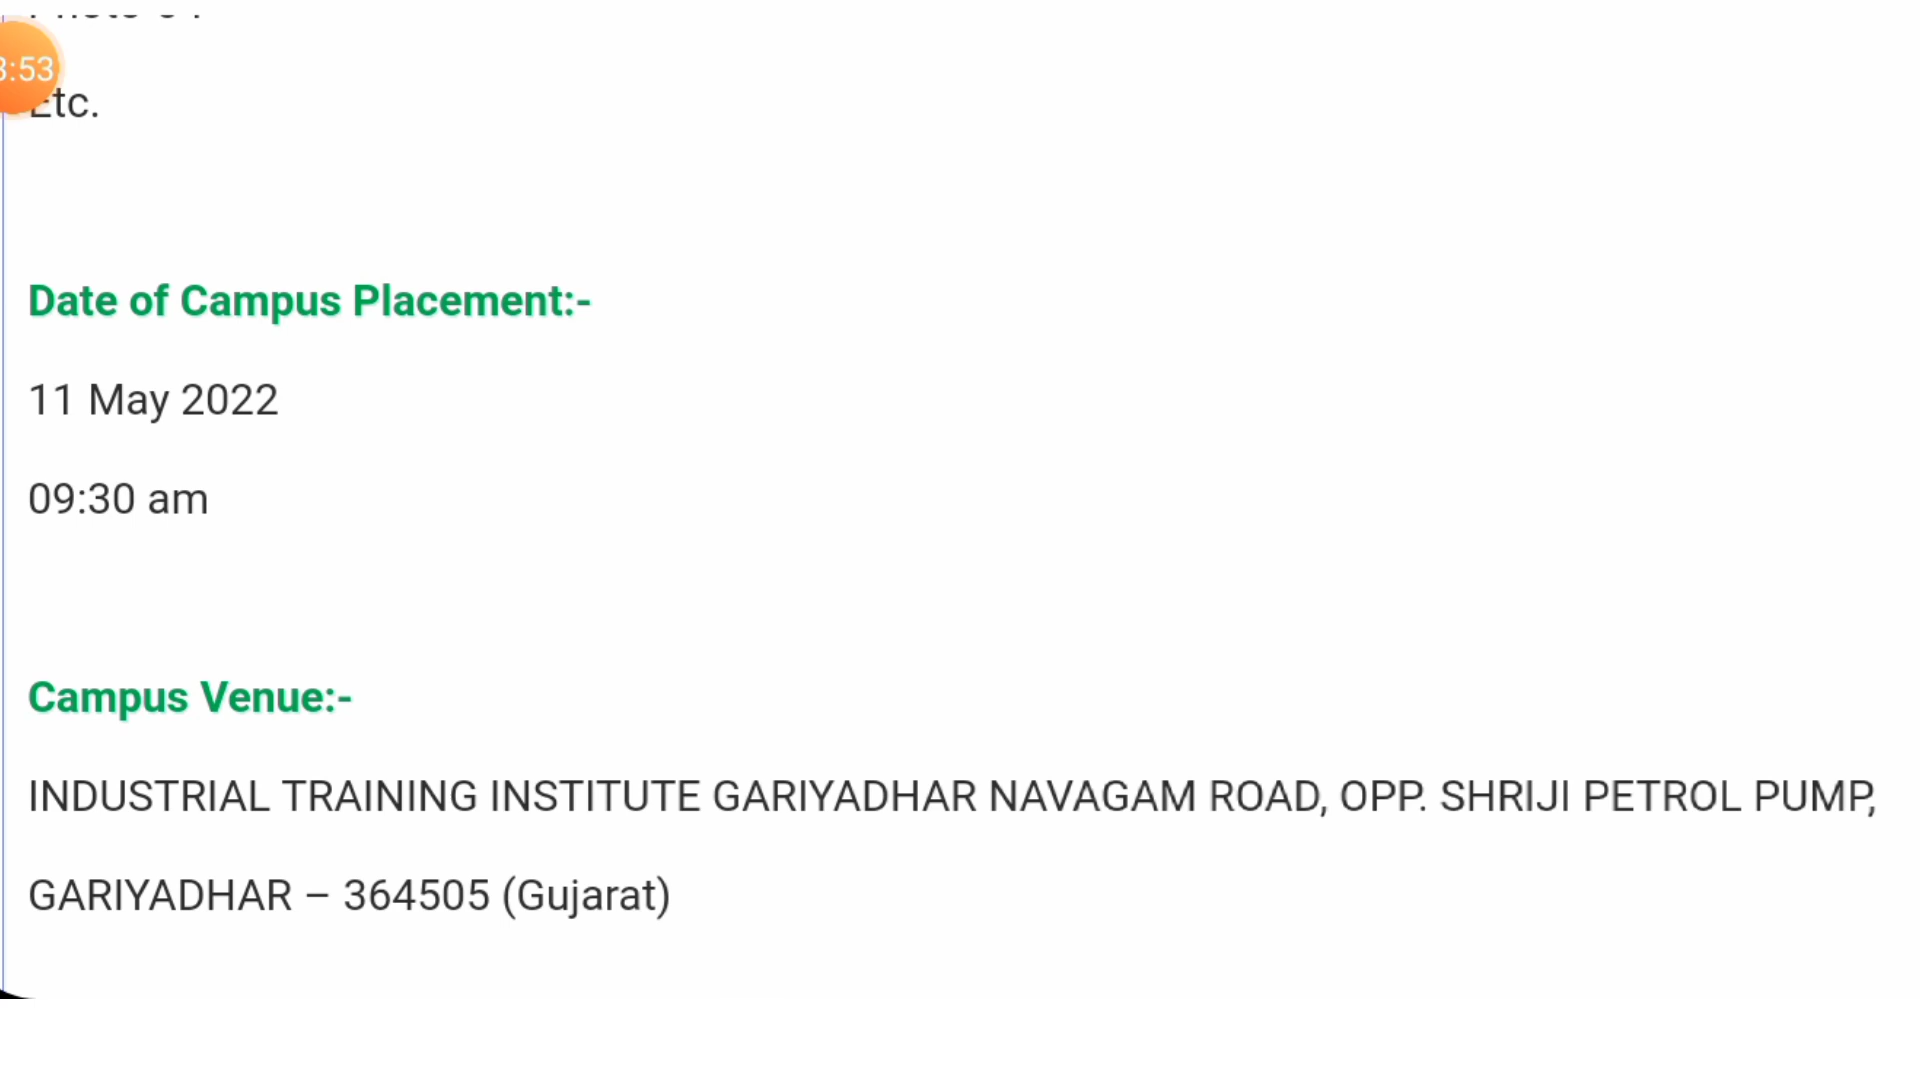 :53
Etc.
Date of Campus Placement:-
11 May 2022
09:30 am
Campus Venue:-
INDUSTRIAL TRAINING INSTITUTE GARIYADHAR NAVAGAM ROAD, OPP. SHRIJI PETROL PUMP,
GARIYADHAR – 364505 (Gujarat)